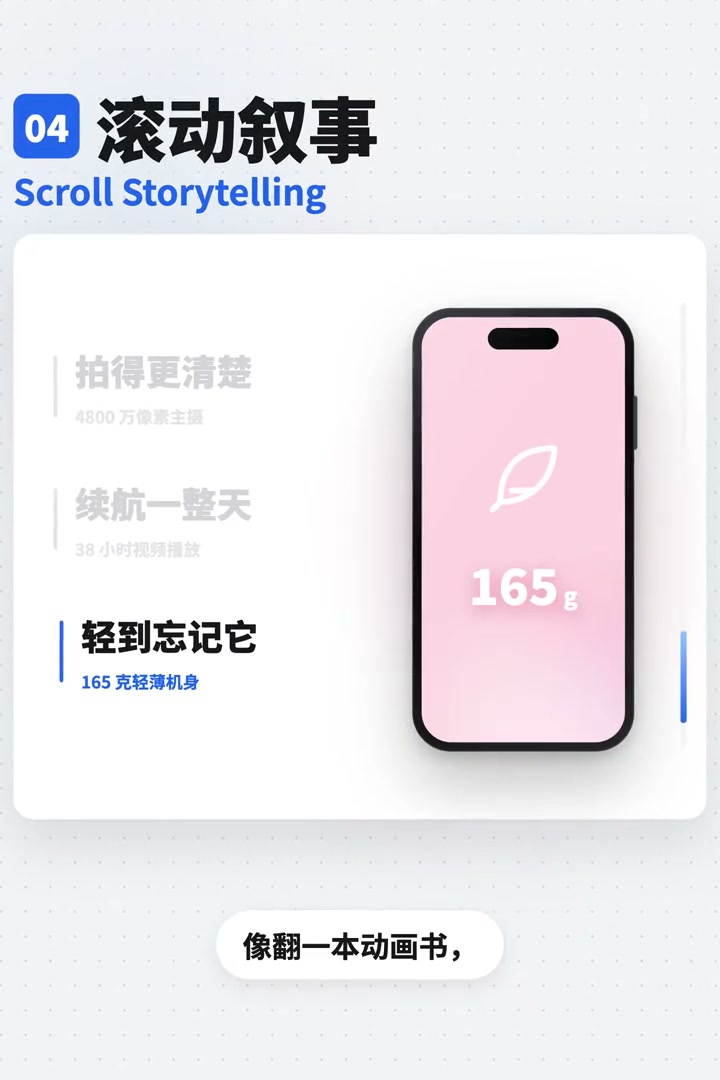 04 滚动叙事
Scroll Storytelling
拍得更清楚
4800 万像素主摄
续航一整天
38 小时视频播放
轻到忘记它
165 克轻薄机身
165 g
像翻一本动画书，